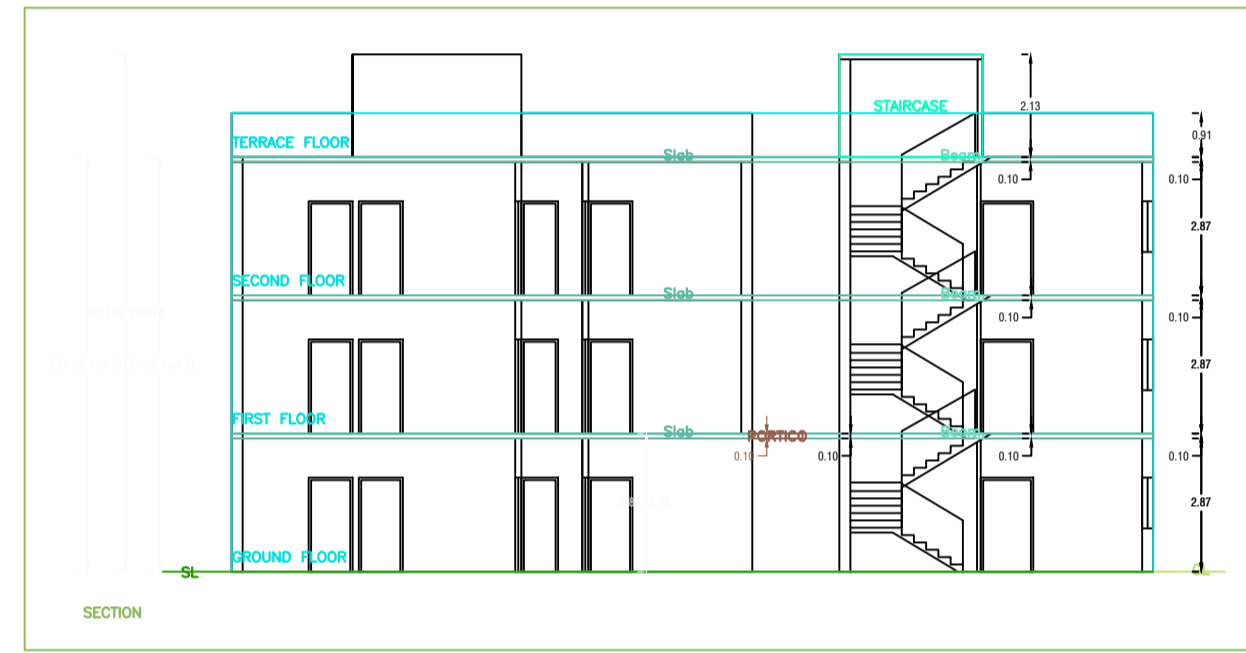 STAIRCASE
2.13
0.91
TERRACE FLOOR
Slab
Beam
0.10
0.10
2.87
SECOND FLOOR
Slab
Beam
0.10
0.10
2.87
FIRST FLOOR
Slab
PORTICO
Beam
0.10
0.10
0.10
0.10
2.87
GROUND FLOOR
SL
GL
SECTION